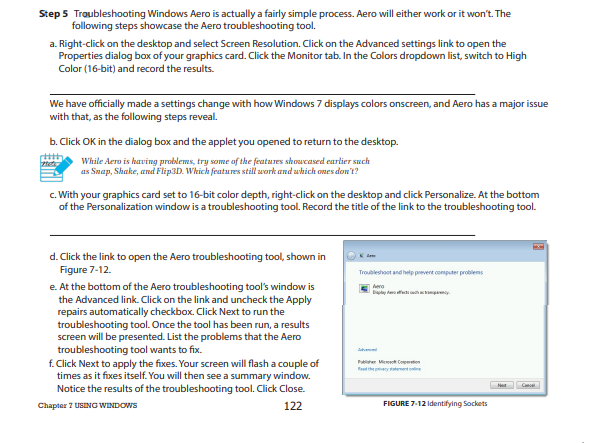 Step 5 Troubleshooting Windows Aero is actually a fairly simple process. Aero will either work or it won't. The
following steps showcase the Aero troubleshooting tool.
a. Right-click on the desktop and select Screen Resolution. Click on the Advanced settings link to open the
Properties dialog box of your graphics card. Click the Monitor tab. In the Colors dropdown list, switch to High
Color (16-bit) and record the results.
We have officially made a settings change with how Windows 7 displays colors onscreen, and Aero has a major issue
with that, as the following steps reveal.
b. Click OK in the dialog box and the applet you opened to return to the desktop.
Note
While Aero is having problems, try some of the features showcased earlier such
as Snap, Shake, and Flip3D. Which features still work and which ones don't?
c. With your graphics card set to 16-bit color depth, right-click on the desktop and click Personalize. At the bottom
of the Personalization window is a troubleshooting tool. Record the title of the link to the troubleshooting tool.
d. Click the link to open the Aero troubleshooting tool, shown in
Figure 7-12.
e. At the bottom of the Aero troubleshooting tool's window is
the Advanced link. Click on the link and uncheck the Apply
repairs automatically checkbox. Click Next to run the
troubleshooting tool. Once the tool has been run, a results
screen will be presented. List the problems that the Aero
troubleshooting tool wants to fix.
f. Click Next to apply the fixes. Your screen will flash a couple of
times as it fixes itself. You will then see a summary window.
Notice the results of the troubleshooting tool. Click Close.
Aero
Troubleshoot and help prevent computer problems
Aero
Display Aero effects such as transparency.
Advanced
Publisher: Microsoft Corporation
Read the privacy statement online
Next Cancel
FIGURE 7-12 Identifying Sockets
Chapter 7 USING WINDOWS
122